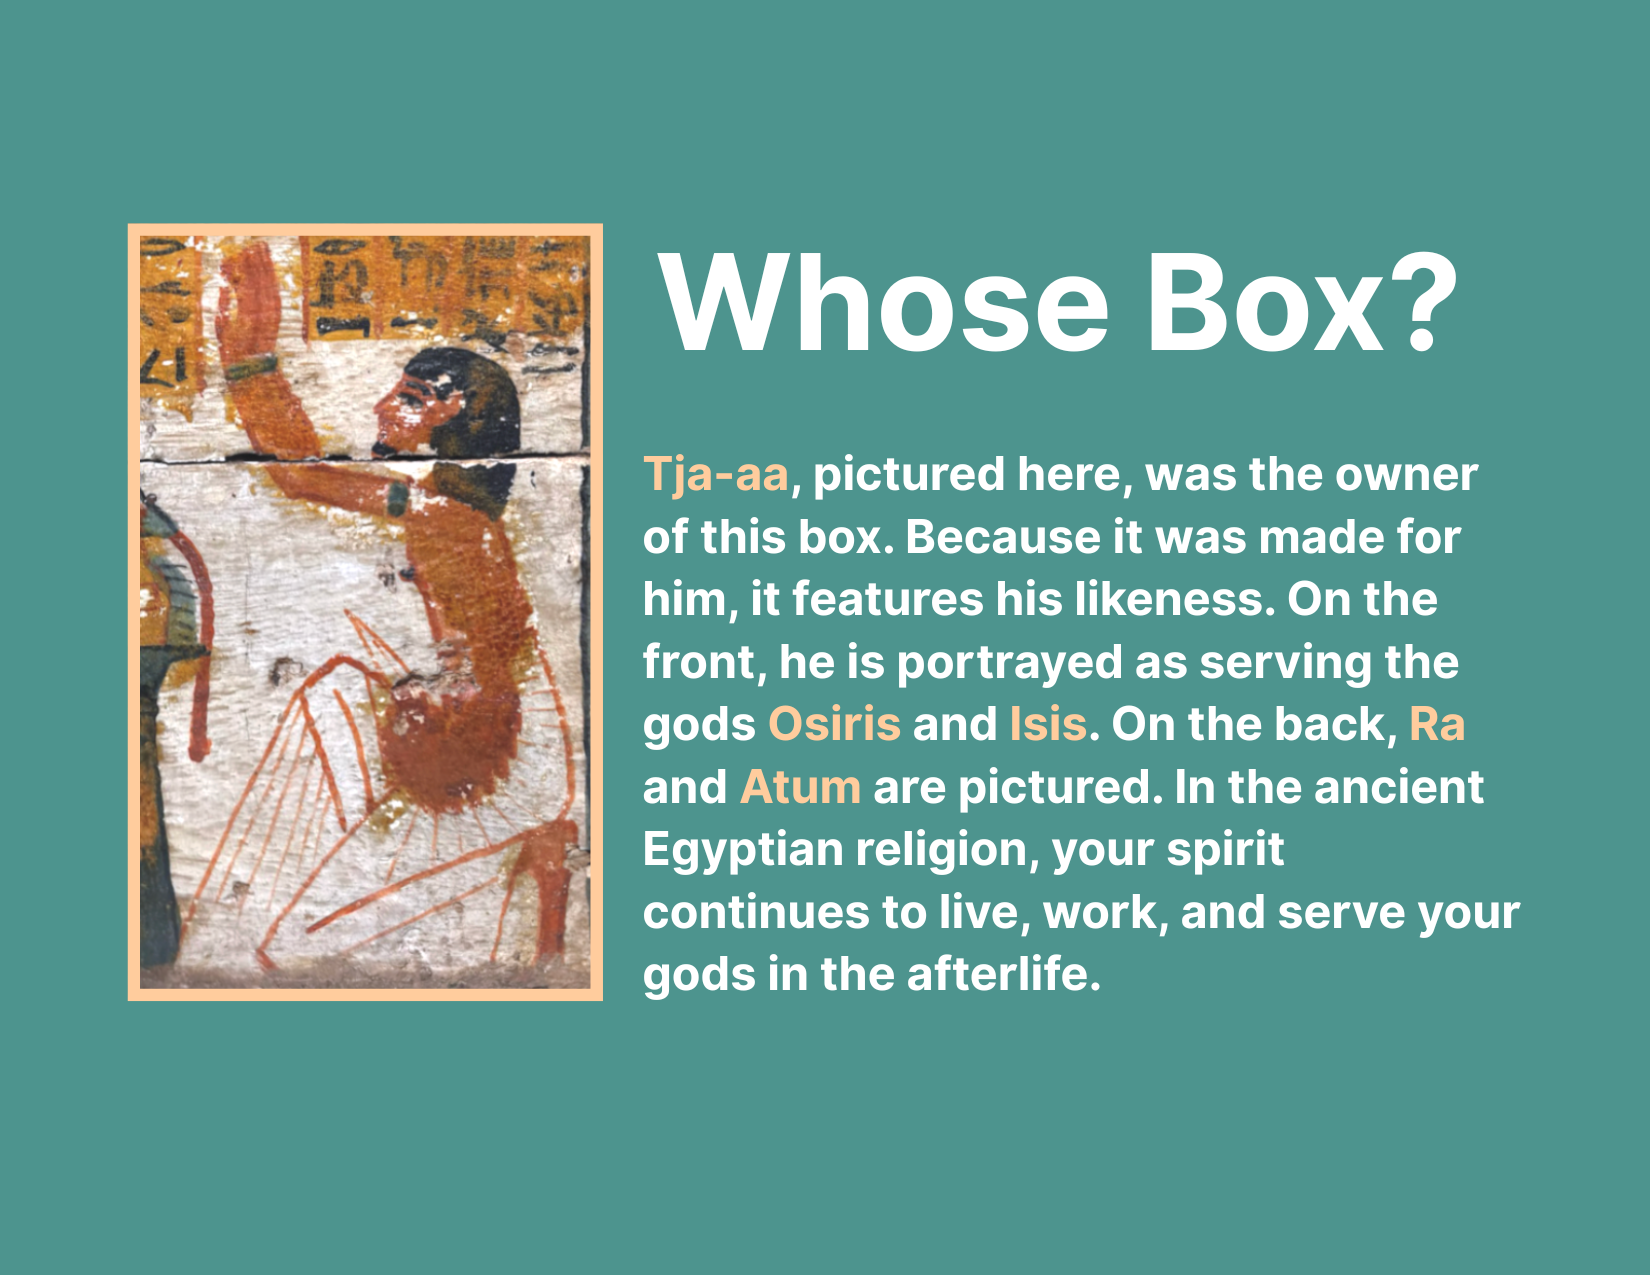 Whose Box?
Tja-aa, pictured here, was the owner
of this box. Because it was made for
him, it features his likeness. On the
front, he is portrayed as serving the
gods Osiris and Isis. On the back, Ra
and Atum are pictured. In the ancient
Egyptian religion, your spirit
continues to live, work, and serve your
gods in the afterlife.